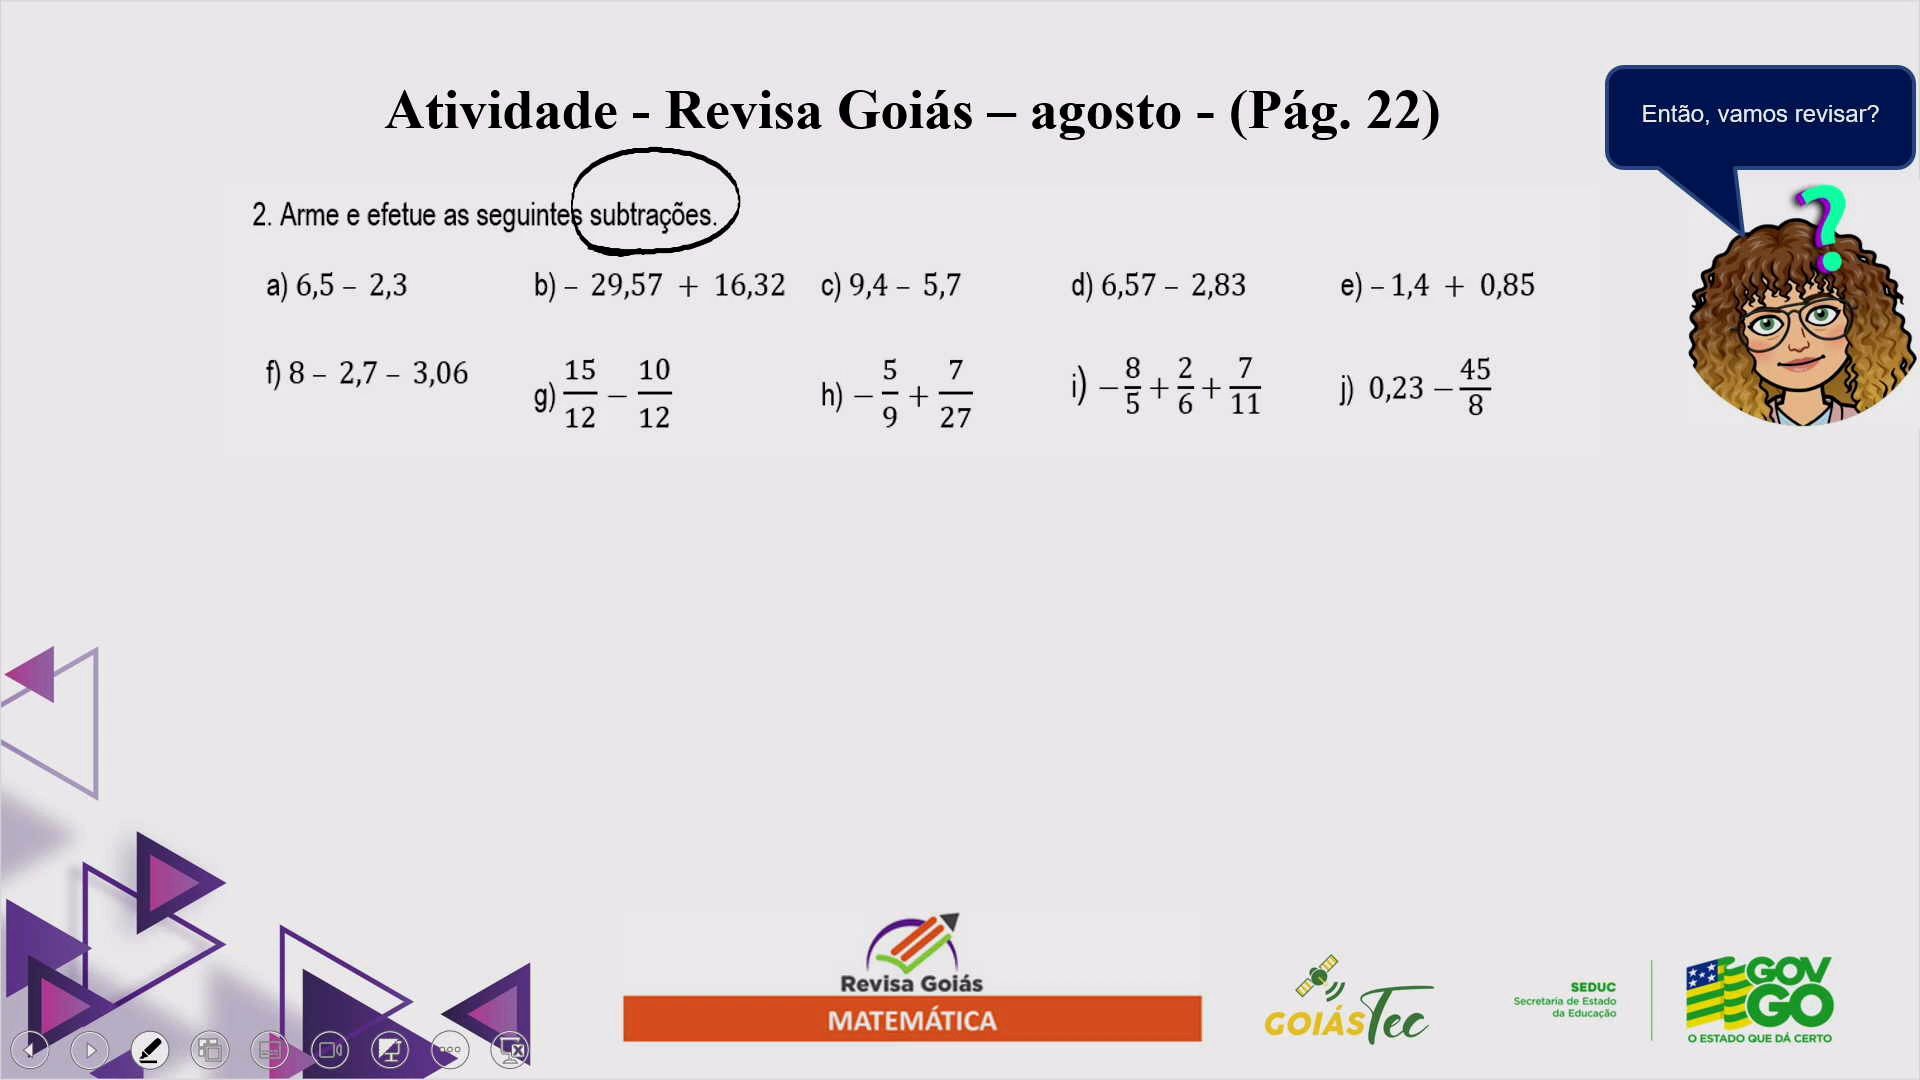 Atividade - Revisa Goiás – agosto - (Pág. 22)
Então, vamos revisar?
2. Arme e efetue as seguintes subtrações.
a) 6,5 – 2,3 b) – 29,57 + 16,32 c) 9,4 – 5,7 d) 6,57 – 2,83 e) – 1,4 + 0,85
f) 8 – 2,7 – 3,06 g) 15/12 − 10/12 h) − 5/9 + 7/27 i) − 8/5 + 2/6 + 7/11 j) 0,23 − 45/8
?
Revisa Goiás
MATEMÁTICA
GOIÁSTec
SEDUC
Secretaria de Estado
da Educação
GOV
GO
O ESTADO QUE DÁ CERTO